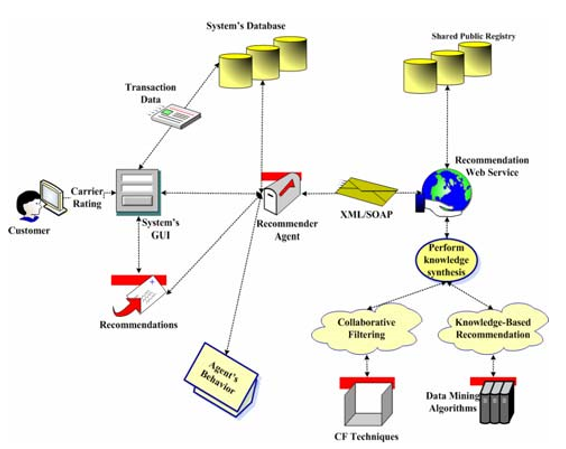 System's Database
Shared Public Registry
Transaction
Data
Recommendation
Web Service
Carrier
Rating
Customer
System's
GUI
Recommender
Agent
XML/SOAP
Perform
knowledge
synthesis
Recommendations
Collaborative
Filtering
Knowledge-Based
Recommendation
Agent's
Behavior
CF Techniques
Data Mining
Algorithms